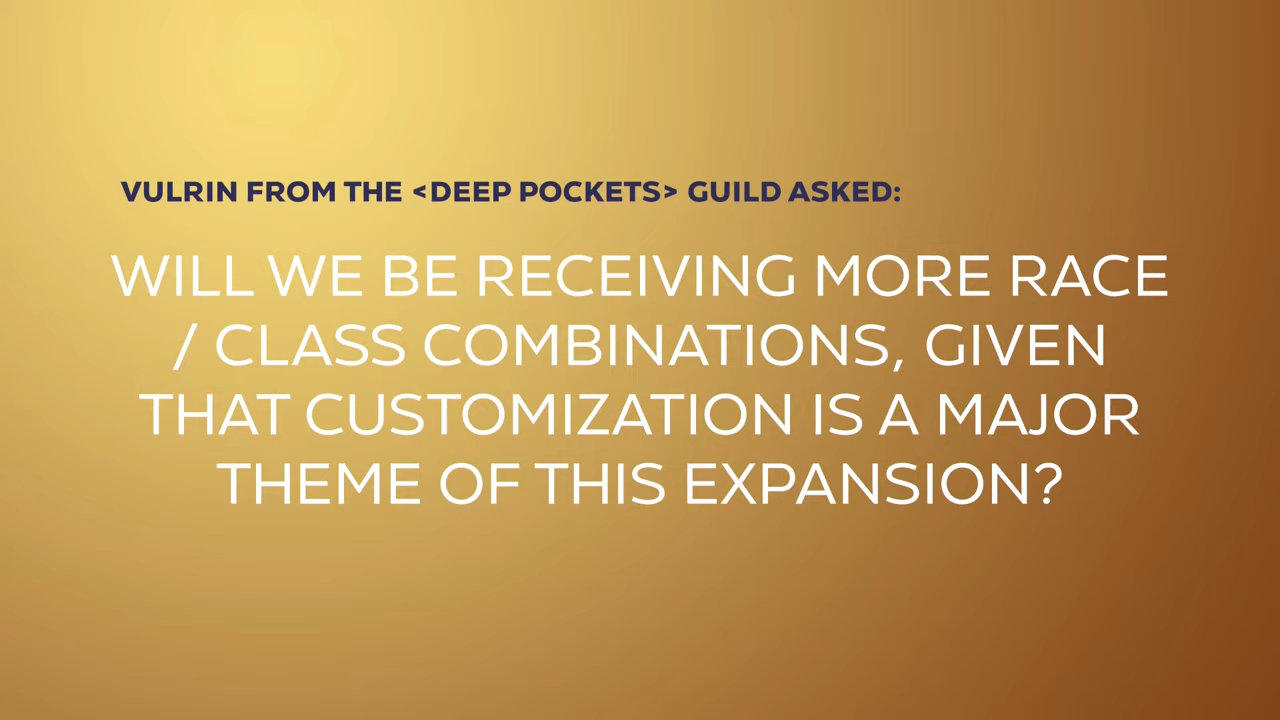 VULRIN FROM THE <DEEP POCKETS> GUILD ASKED:
WILL WE BE RECEIVING MORE RACE
/ CLASS COMBINATIONS, GIVEN
THAT CUSTOMIZATION IS A MAJOR
THEME OF THIS EXPANSION?